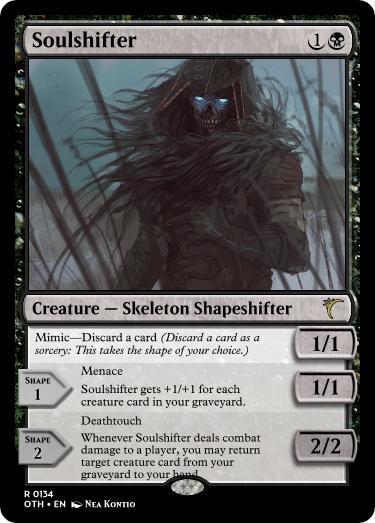 Soulshifter 1
Creature — Skeleton Shapeshifter
Mimic—Discard a card (Discard a card as a
sorcery: This takes the shape of your choice.)
1/1
SHAPE
1
Menace
Soulshifter gets +1/+1 for each
creature card in your graveyard.
1/1
SHAPE
2
Deathtouch
Whenever Soulshifter deals combat
damage to a player, you may return
target creature card from your
graveyard to your hand.
2/2
R 0134
OTH • EN Nea Kontio